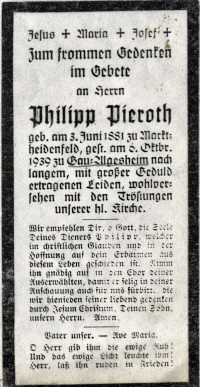 Jesus + Maria + Josef +
Zum frommen Gedenken
im Gebete
an Herrn
Philipp Pieroth
geb. am 3. Juni 1881 zu Markt-
heidenfeld, gest. am 6. Oktbr.
1939 zu Gau-Algesheim nach
langem, mit großer Geduld
ertragenen Leiden, wohlver-
sehen mit den Tröstungen
unserer hl. Kirche.
Wir empfehlen Dir, o Gott, die Seele
Deines Dieners Philipp, welcher
im christlichen Glauben und in der
Hoffnung auf Dein Erbarmen aus
diesem Leben geschieden ist. Nimm
ihn gnädig auf in den Chor Deiner
Auserwählten, damit er selig in deiner
Anschauung auch für uns fürbitte, die
wir hienieden seiner liebend gedenken
durch Jesum Christum, Deinen Sohn,
unsern Herrn. Amen.
Vater unser. — Ave Maria.
O Herr gib ihm die ewige Ruh!
Und das ewige Licht leuchte ihm!
Herr, laß ihn ruhen in Frieden!